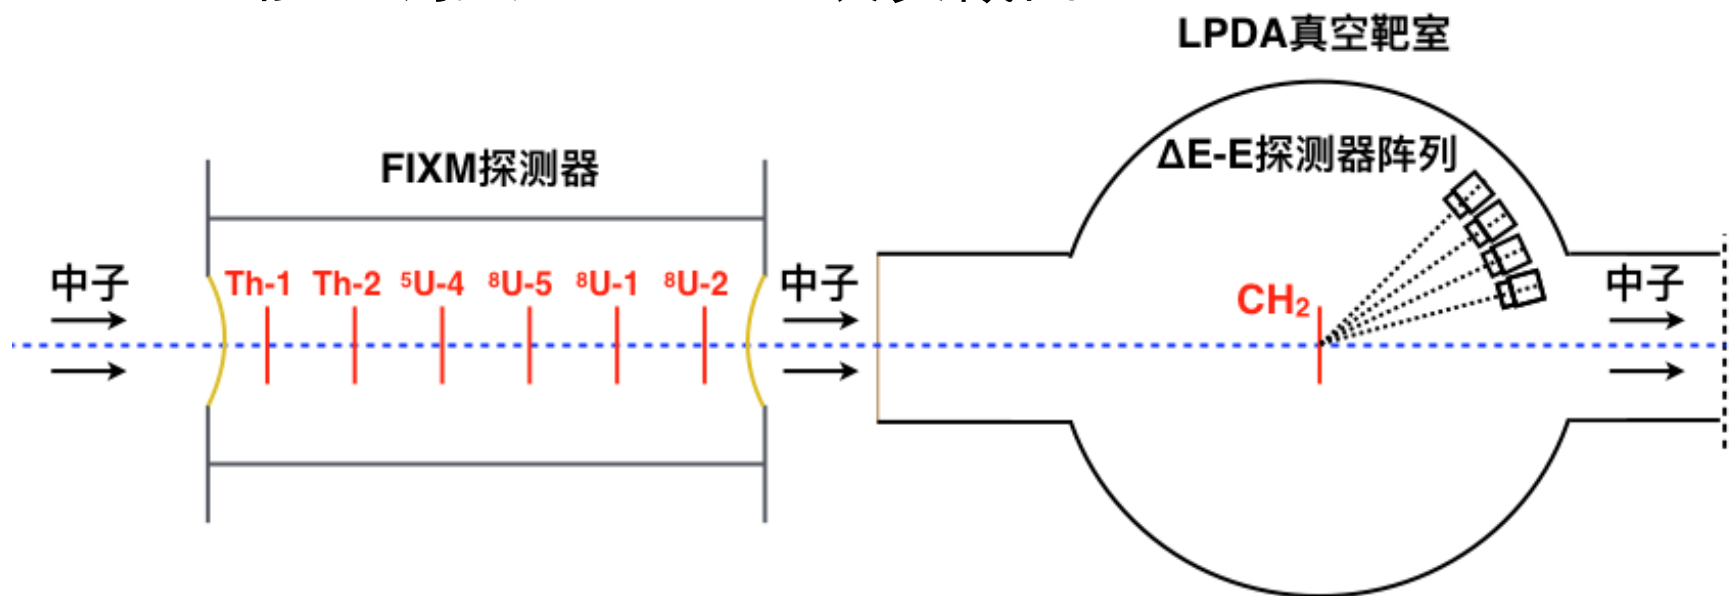 LPDA真空靶室
FIXM探测器
ΔE-E探测器阵列
中子
Th-1 Th-2 ⁵U-4 ⁸U-5 ⁸U-1 ⁸U-2
中子
CH₂
中子